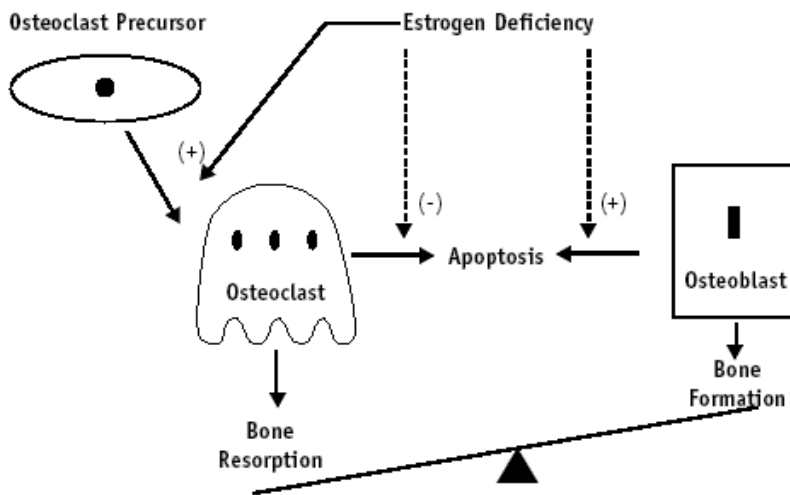 Osteoclast Precursor
Estrogen Deficiency
(+)
(-)
(+)
Apoptosis
Osteoclast
Osteoblast
Bone
Formation
Bone
Resorption